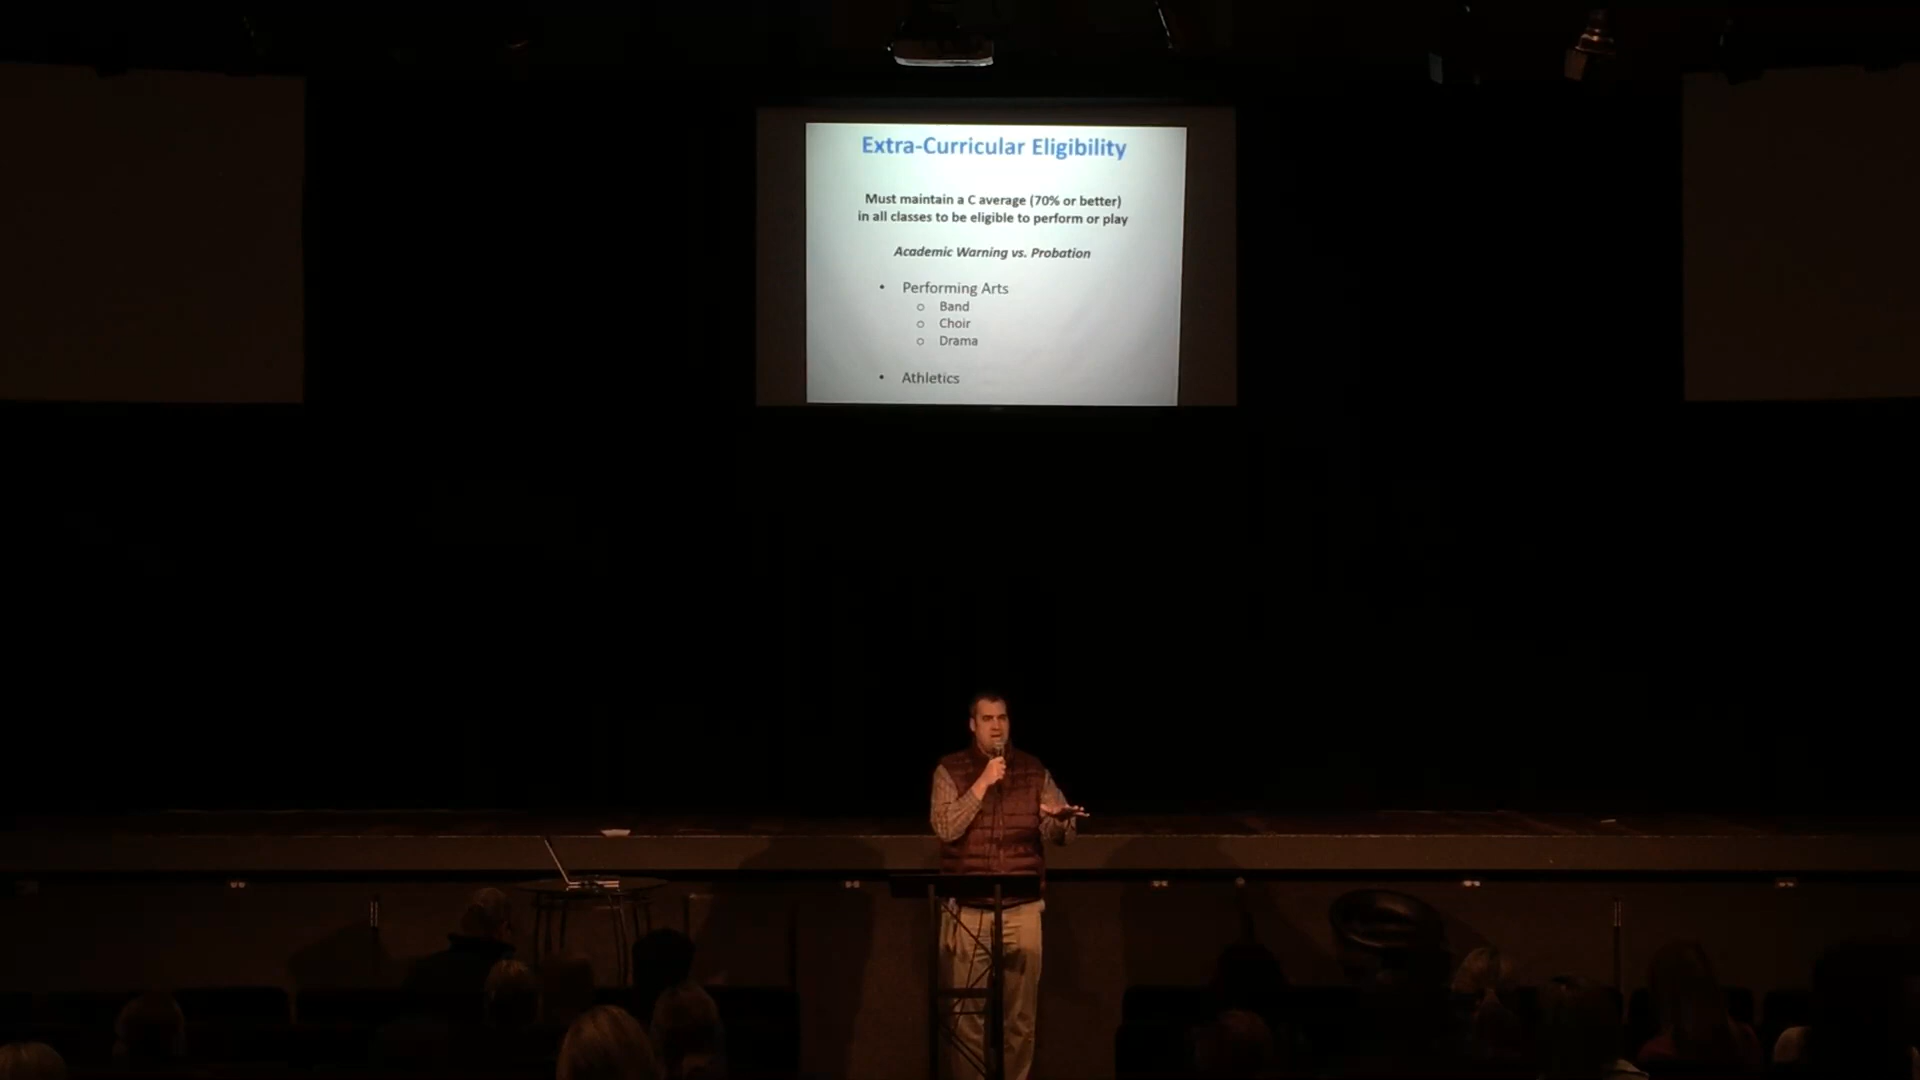 Extra-Curricular Eligibility
Must maintain a C average (70% or better)
in all classes to be eligible to perform or play
Academic Warning vs. Probation
• Performing Arts
o Band
o Choir
o Drama
• Athletics